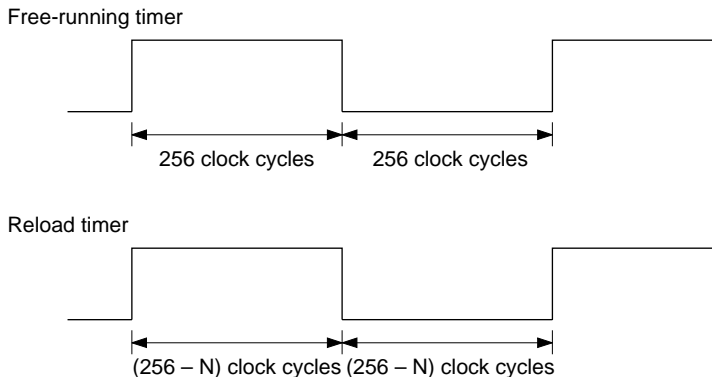 Free-running timer
256 clock cycles 256 clock cycles
Reload timer
(256 – N) clock cycles (256 – N) clock cycles